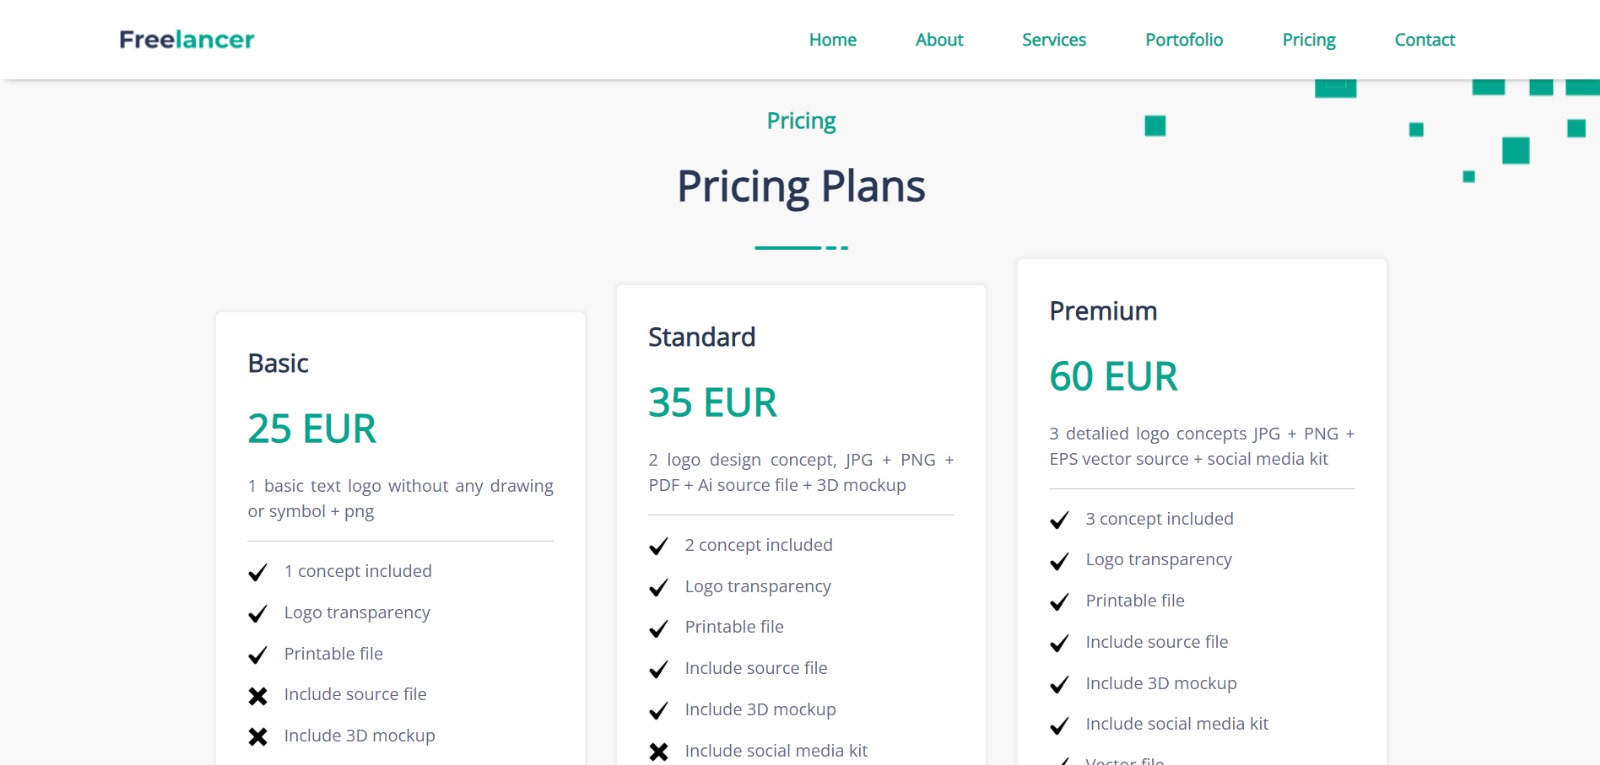 Freelancer
Home
About
Services
Portofolio
Pricing
Contact
Pricing
Pricing Plans
Basic
25 EUR
1 basic text logo without any drawing
or symbol + png
1 concept included
Logo transparency
Printable file
Include source file
Include 3D mockup
Standard
35 EUR
2 logo design concept, JPG + PNG +
PDF + Ai source file + 3D mockup
2 concept included
Logo transparency
Printable file
Include source file
Include 3D mockup
Include social media kit
Premium
60 EUR
3 detalied logo concepts JPG + PNG +
EPS vector source + social media kit
3 concept included
Logo transparency
Printable file
Include source file
Include 3D mockup
Include social media kit
Vector file